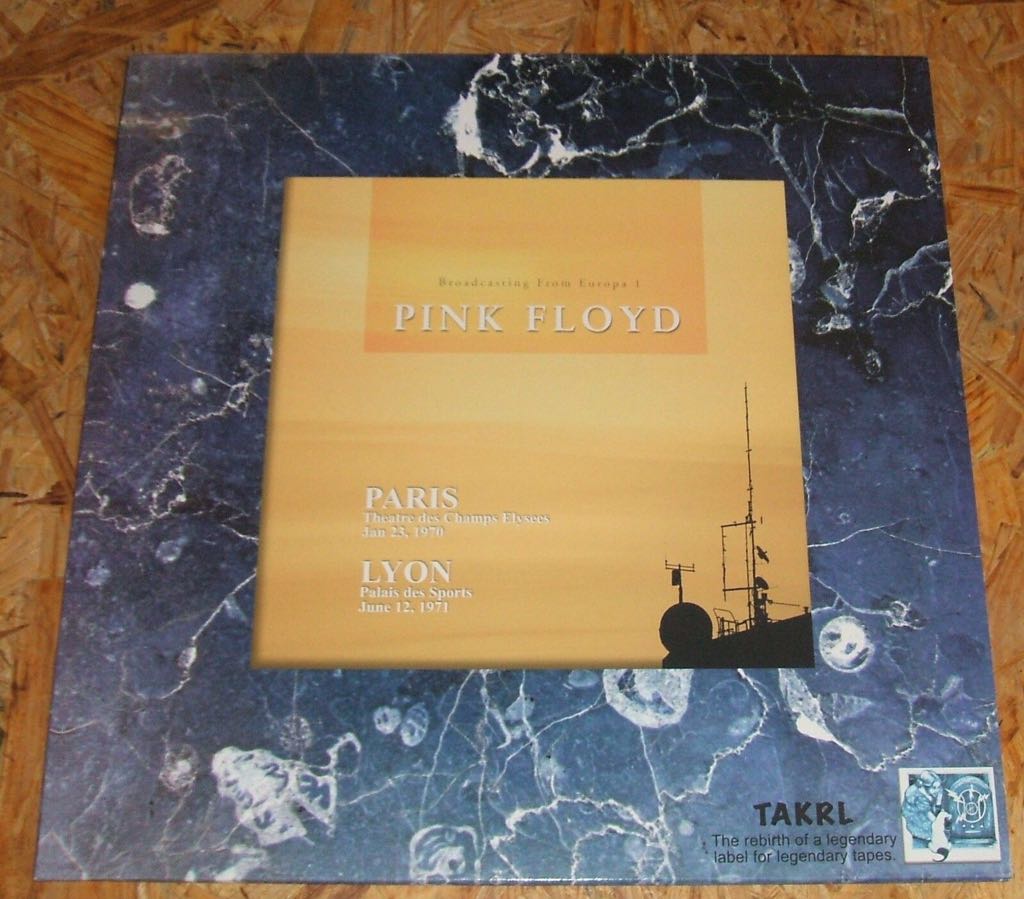 Broadcasting From Europa 1
PINK FLOYD
PARIS
Theatre des Champs Elysees
Jan 23, 1970
LYON
Palais des Sports
June 12, 1971
TAKRL
The rebirth of a legendary
label for legendary tapes.